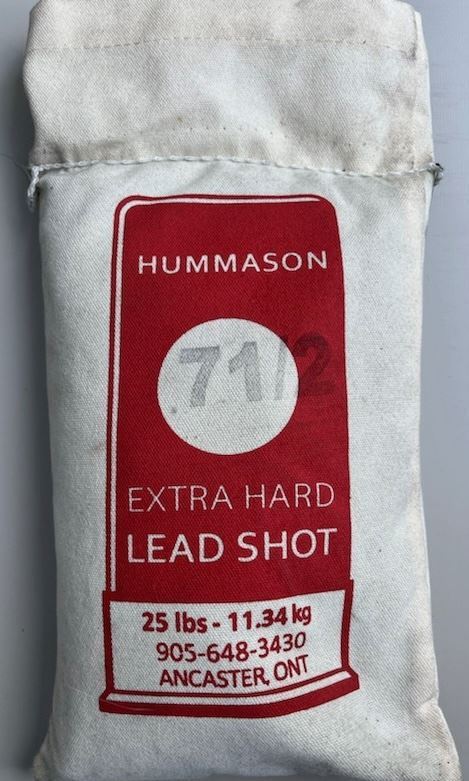 HUMMASON
7 1/2
EXTRA HARD
LEAD SHOT
25 lbs - 11.34 kg
905-648-3430
ANCASTER, ONT